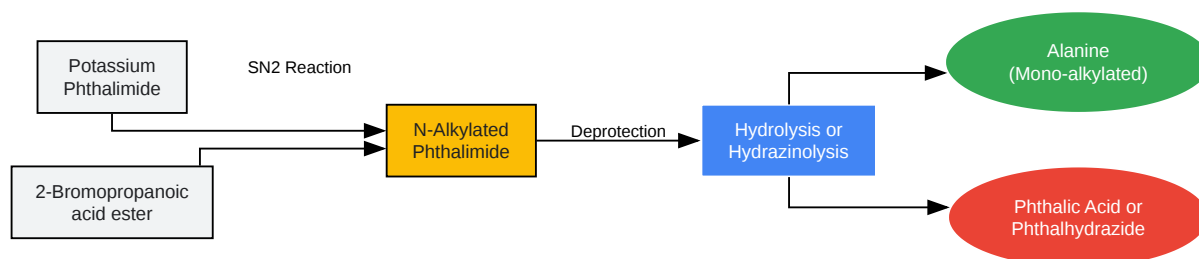 Potassium
Phthalimide
SN2 Reaction
2-Bromopropanoic
acid ester
N-Alkylated
Phthalimide
Deprotection
Hydrolysis or
Hydrazinolysis
Alanine
(Mono-alkylated)
Phthalic Acid or
Phthalhydrazide